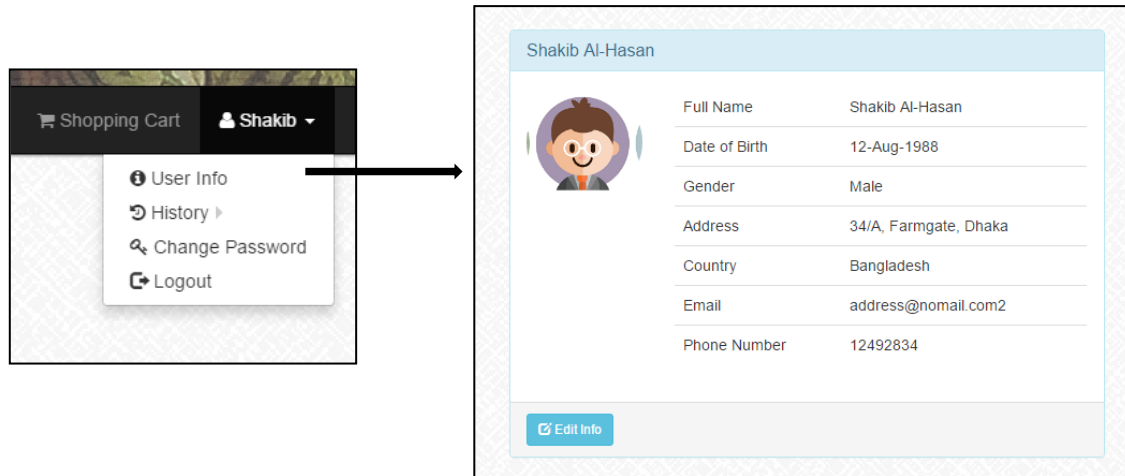 Shopping Cart Shakib
User Info
History
Change Password
Logout
Shakib Al-Hasan
Full Name Shakib Al-Hasan
Date of Birth 12-Aug-1988
Gender Male
Address 34/A, Farmgate, Dhaka
Country Bangladesh
Email address@nomail.com2
Phone Number 12492834
Edit Info